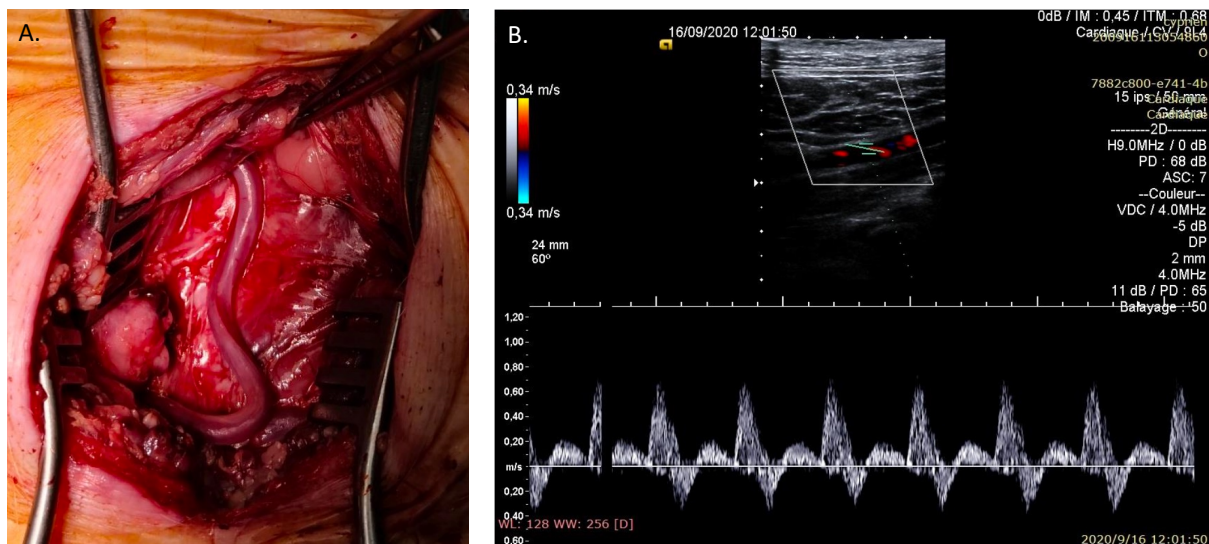 A.
B.
16/09/2020 12:01:50
0dB / IM : 0,45 / ITM : 0,68
Cardiaque / CV / 9L4
O
7882c800-e741-4b
15 ips / 50 mm
Cardiaque
Général
Cardiaque
--------2D-------
H9.0MHz / 0 dB
PD : 68 dB
ASC: 7
--Couleur--
VDC / 4.0MHz
-5 dB
DP
2 mm
4.0MHz
11 dB / PD : 65
Balayage : 50
0,34 m/s
0,34 m/s
24 mm
60º
1,20
1,00
0,80
0,60
0,40
0,20
m/s
0,20
0,40
0,60
WL: 128 WW: 256 [D]
2020/9/16 12:01:50